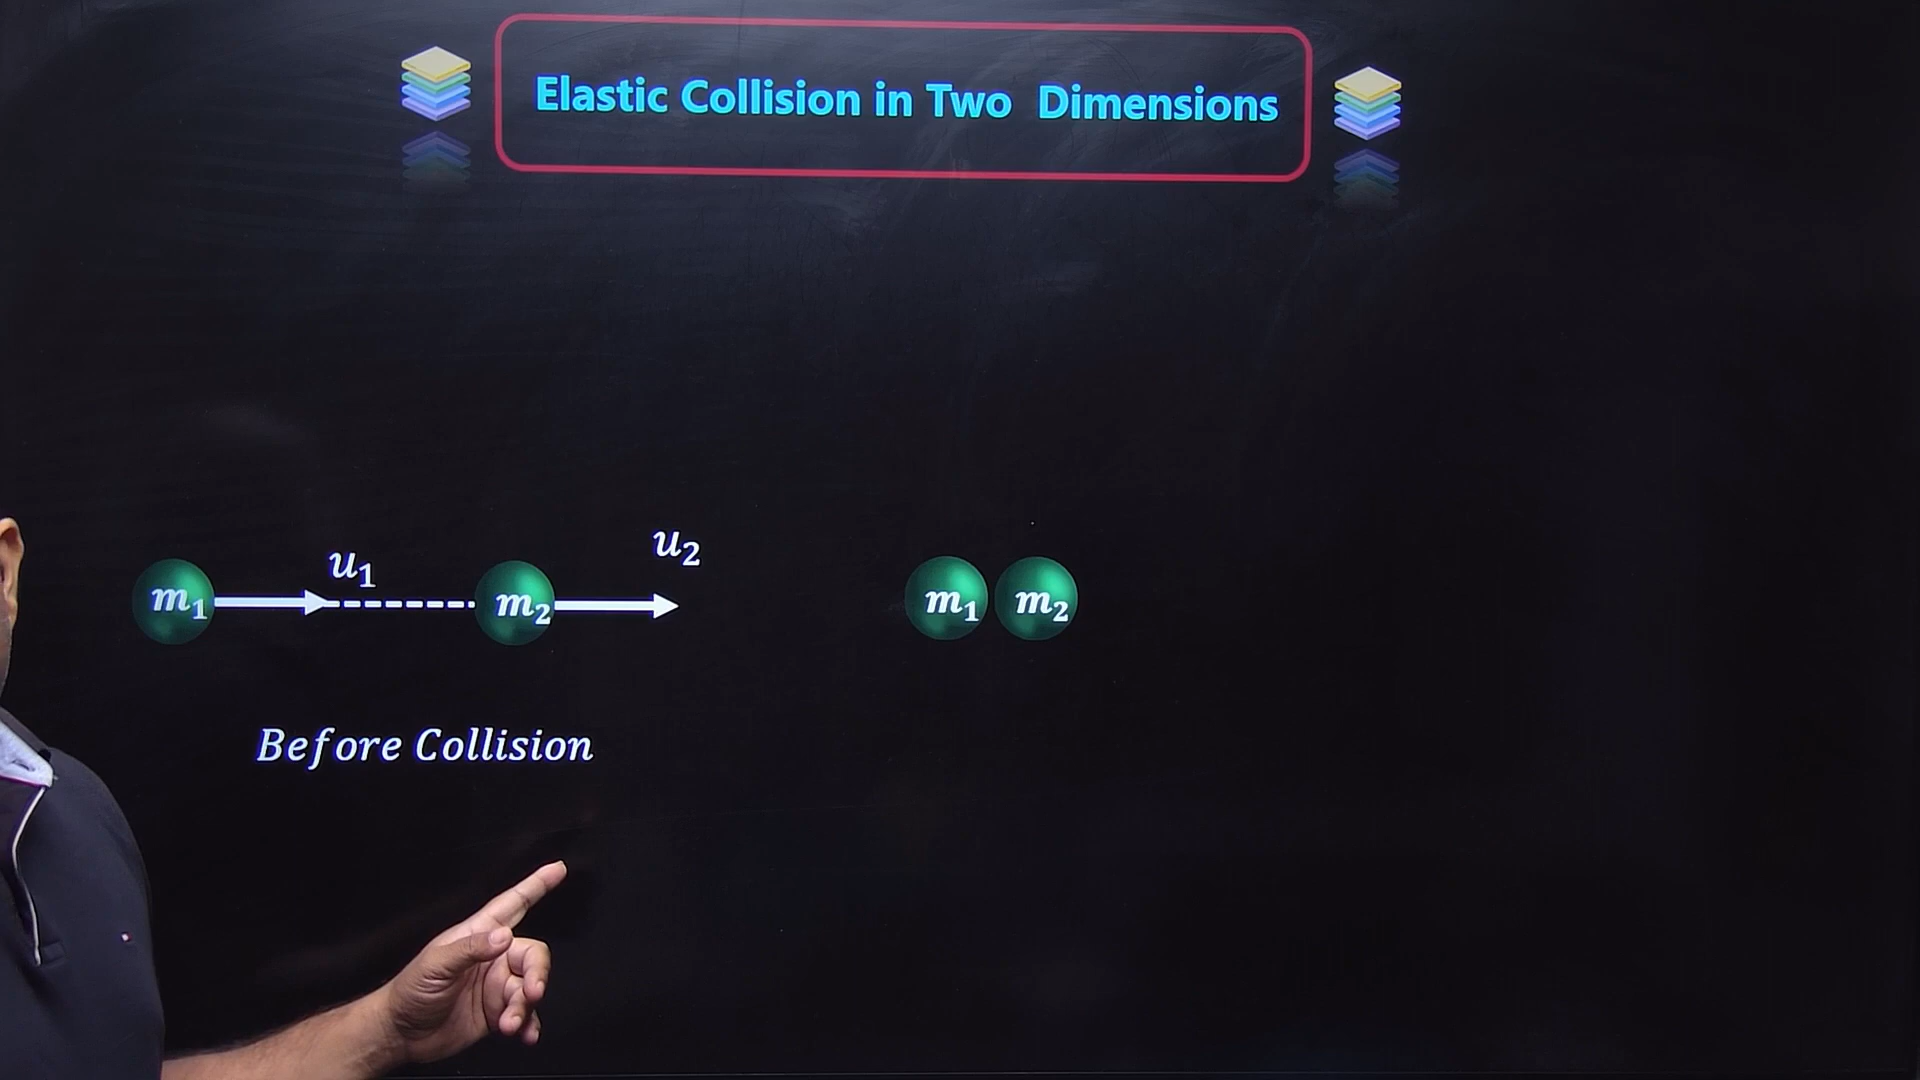 Elastic Collision in Two Dimensions
u₁
u₂
m₁
m₂
m₁
m₂
Before Collision